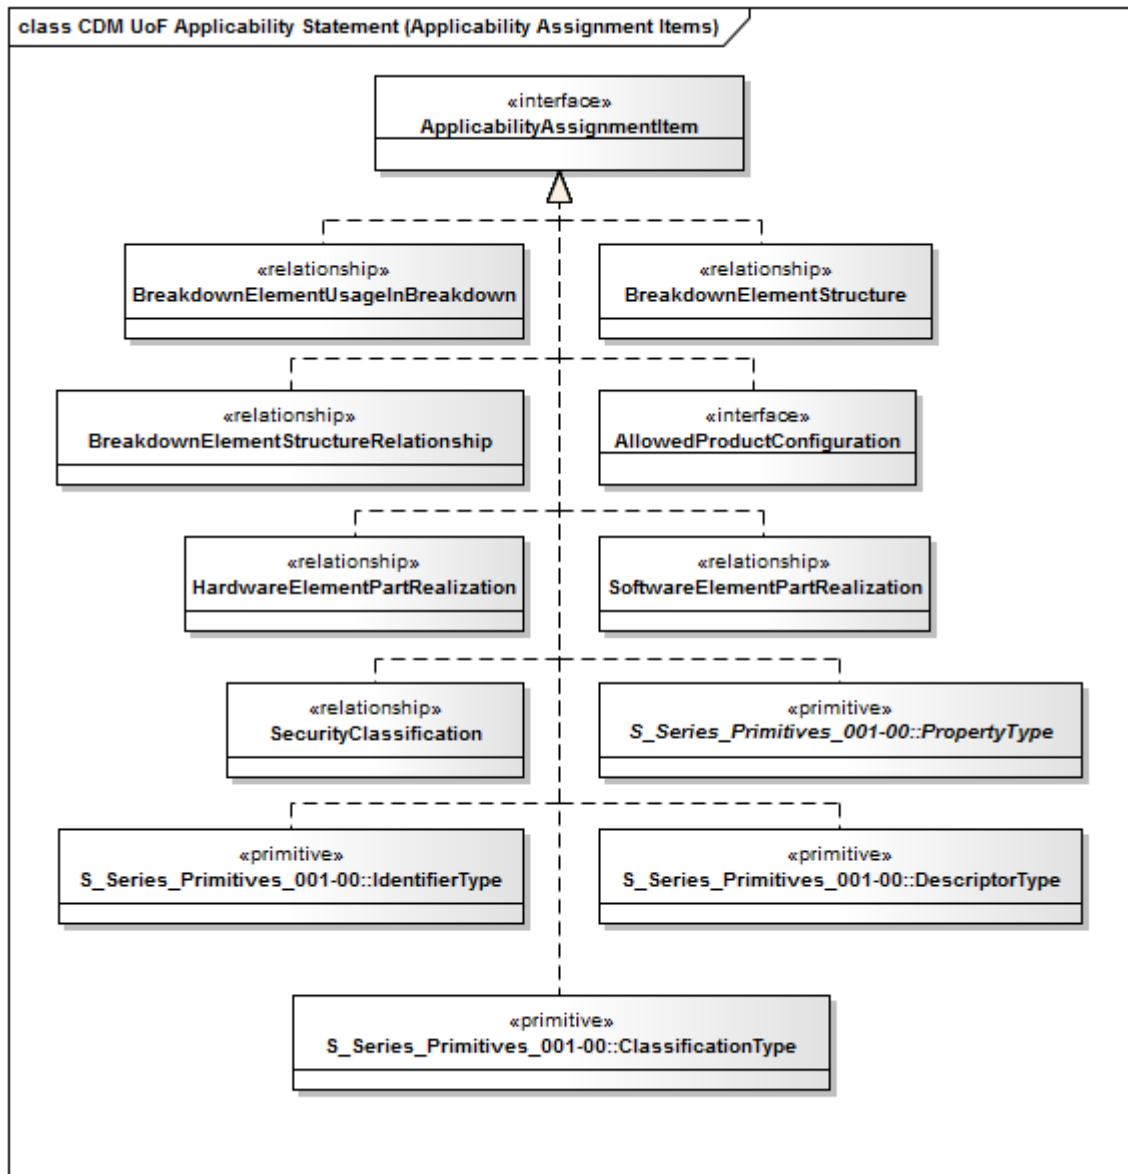 class CDM UoF Applicability Statement (Applicability Assignment Items)
«interface»
ApplicabilityAssignmentItem
«relationship»
BreakdownElementUsageInBreakdown
«relationship»
BreakdownElementStructure
«relationship»
BreakdownElementStructureRelationship
«interface»
AllowedProductConfiguration
«relationship»
HardwareElementPartRealization
«relationship»
SoftwareElementPartRealization
«relationship»
SecurityClassification
«primitive»
S_Series_Primitives_001-00::PropertyType
«primitive»
S_Series_Primitives_001-00::IdentifierType
«primitive»
S_Series_Primitives_001-00::DescriptorType
«primitive»
S_Series_Primitives_001-00::ClassificationType